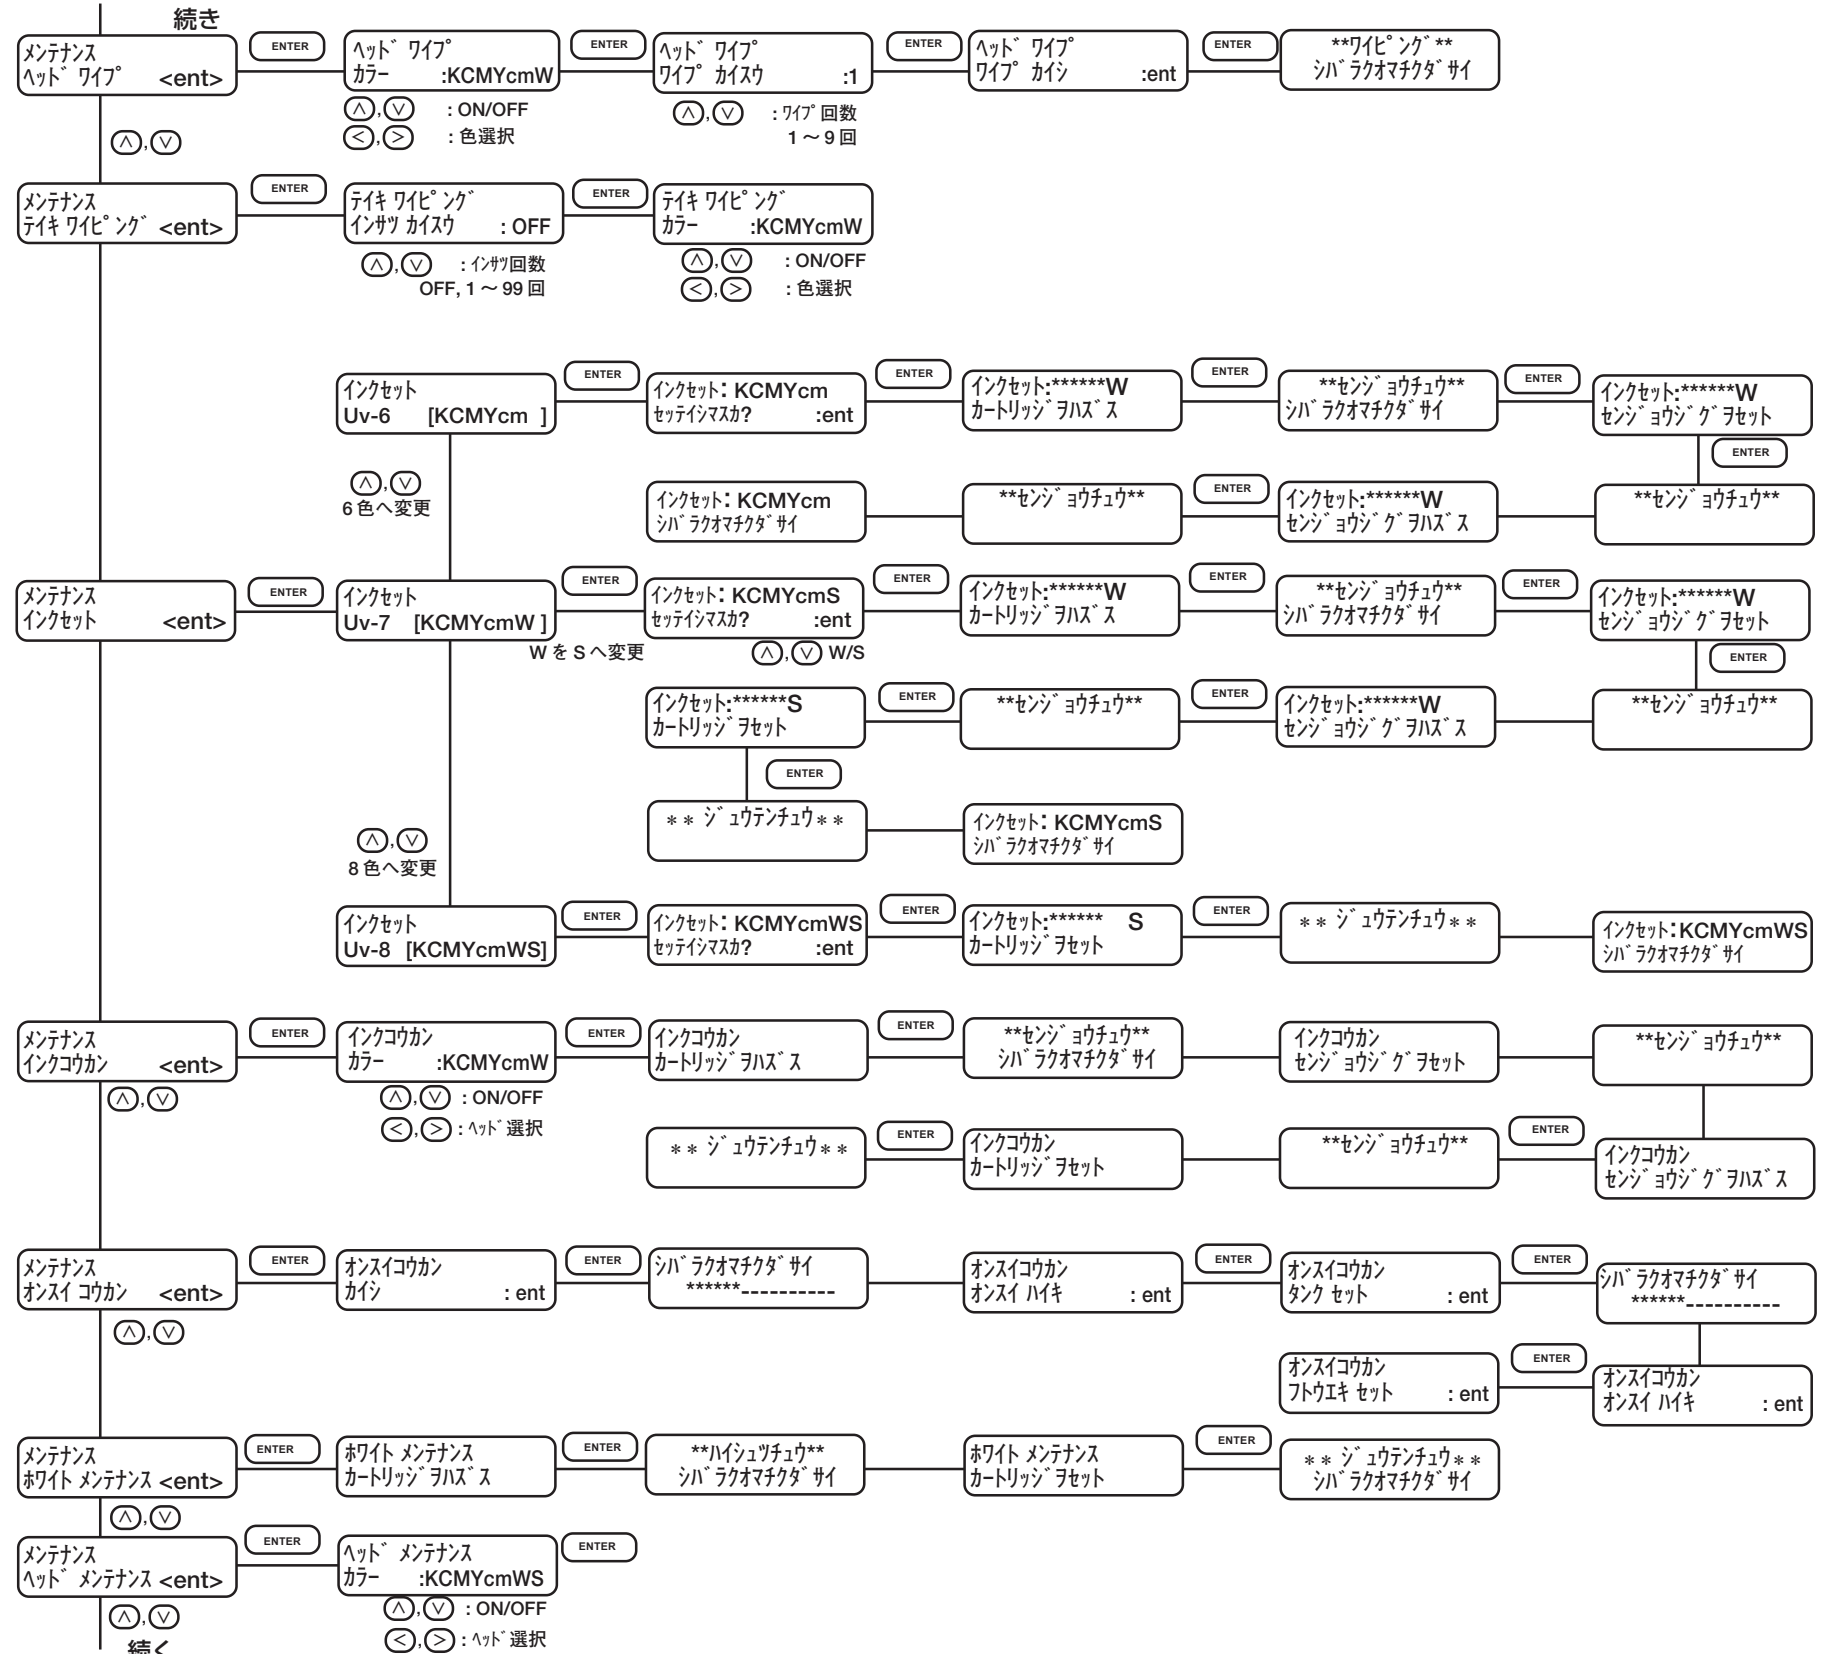 続き
メンテナンス
ヘッド ワイプ <ent>
ENTER
ヘッド ワイプ
カラー :KCMYcmW
ENTER
ヘッド ワイプ
ワイプ カイスウ :1
ENTER
ヘッド ワイプ
ワイプ カイシ :ent
ENTER
**ワイピング**
シバラクオマチクダサイ
∧,∨ : ON/OFF
<,> : 色選択
∧,∨ : ワイプ回数
1～9回
∧,∨
メンテナンス
テイキ ワイピング <ent>
ENTER
テイキ ワイピング
インサツ カイスウ : OFF
ENTER
テイキ ワイピング
カラー :KCMYcmW
∧,∨ : インサツ回数
OFF, 1～99回
∧,∨ : ON/OFF
<,> : 色選択
インクセット
Uv-6 [KCMYcm ]
ENTER
インクセット: KCMYcm
セッテイシマスカ? :ent
ENTER
インクセット:******W
カートリッジヲハズス
ENTER
**センジョウチュウ**
シバラクオマチクダサイ
ENTER
インクセット:******W
センジョウジグヲセット
ENTER
∧,∨
6色へ変更
インクセット: KCMYcm
シバラクオマチクダサイ
**センジョウチュウ**
ENTER
インクセット:******W
センジョウジグヲハズス
**センジョウチュウ**
メンテナンス
インクセット <ent>
ENTER
インクセット
Uv-7 [KCMYcmW ]
ENTER
インクセット: KCMYcmS
セッテイシマスカ? :ent
ENTER
インクセット:******W
カートリッジヲハズス
ENTER
**センジョウチュウ**
シバラクオマチクダサイ
ENTER
インクセット:******W
センジョウジグヲセット
WをSへ変更
∧,∨ W/S
ENTER
インクセット:******S
カートリッジヲセット
ENTER
**センジョウチュウ**
ENTER
インクセット:******W
センジョウジグヲハズス
**センジョウチュウ**
ENTER
**ジュウテンチュウ**
インクセット: KCMYcmS
シバラクオマチクダサイ
∧,∨
8色へ変更
インクセット
Uv-8 [KCMYcmWS]
ENTER
インクセット: KCMYcmWS
セッテイシマスカ? :ent
ENTER
インクセット:****** S
カートリッジヲセット
ENTER
**ジュウテンチュウ**
インクセット:KCMYcmWS
シバラクオマチクダサイ
メンテナンス
インクコウカン <ent>
ENTER
インクコウカン
カラー :KCMYcmW
ENTER
インクコウカン
カートリッジヲハズス
ENTER
**センジョウチュウ**
シバラクオマチクダサイ
インクコウカン
センジョウジグヲセット
**センジョウチュウ**
∧,∨
∧,∨ : ON/OFF
<,> : ヘッド選択
**ジュウテンチュウ**
ENTER
インクコウカン
カートリッジヲセット
**センジョウチュウ**
ENTER
インクコウカン
センジョウジグヲハズス
メンテナンス
オンスイ コウカン <ent>
ENTER
オンスイコウカン
カイシ : ent
ENTER
シバラクオマチクダサイ
******----------
オンスイコウカン
オンスイ ハイキ : ent
ENTER
オンスイコウカン
タンク セット : ent
ENTER
シバラクオマチクダサイ
******----------
∧,∨
オンスイコウカン
フトウエキ セット : ent
ENTER
オンスイコウカン
オンスイ ハイキ : ent
メンテナンス
ホワイト メンテナンス <ent>
ENTER
ホワイト メンテナンス
カートリッジヲハズス
ENTER
**ハイシュツチュウ**
シバラクオマチクダサイ
ホワイト メンテナンス
カートリッジヲセット
ENTER
**ジュウテンチュウ**
シバラクオマチクダサイ
∧,∨
メンテナンス
ヘッド メンテナンス <ent>
ENTER
ヘッド メンテナンス
カラー :KCMYcmWS
ENTER
∧,∨
∧,∨ : ON/OFF
<,> : ヘッド選択
続く